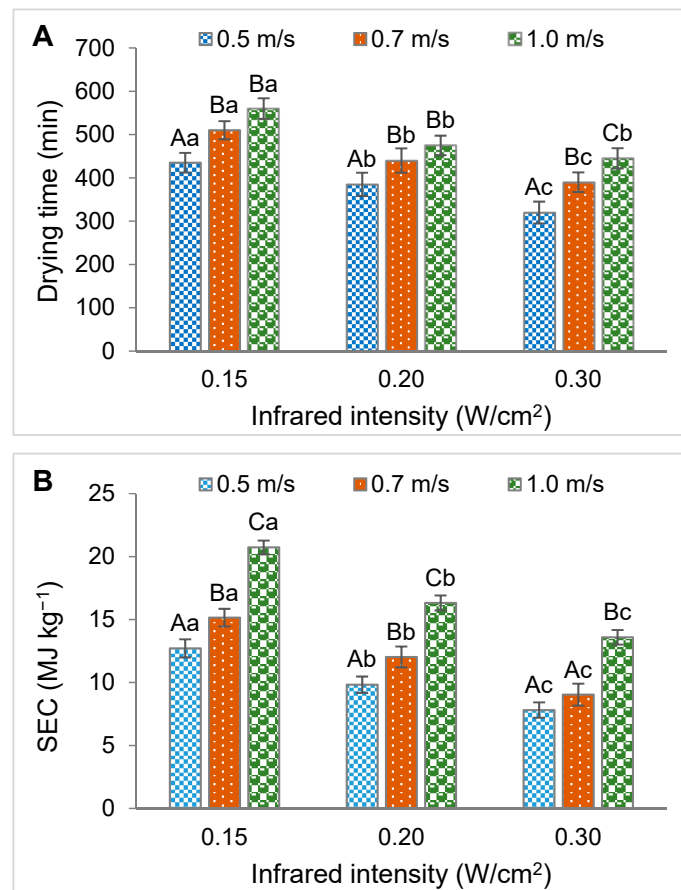 A
0.5 m/s 0.7 m/s 1.0 m/s
Drying time (min)
700
600
500
400
300
200
100
0
Aa Ba Ba
Ab Bb Bb
Ac Bc Cb
0.15 0.20 0.30
Infrared intensity (W/cm²)
B
0.5 m/s 0.7 m/s 1.0 m/s
SEC (MJ kg⁻¹)
25
20
15
10
5
0
Aa Ba Ca
Ab Bb Cb
Ac Ac Bc
0.15 0.20 0.30
Infrared intensity (W/cm²)